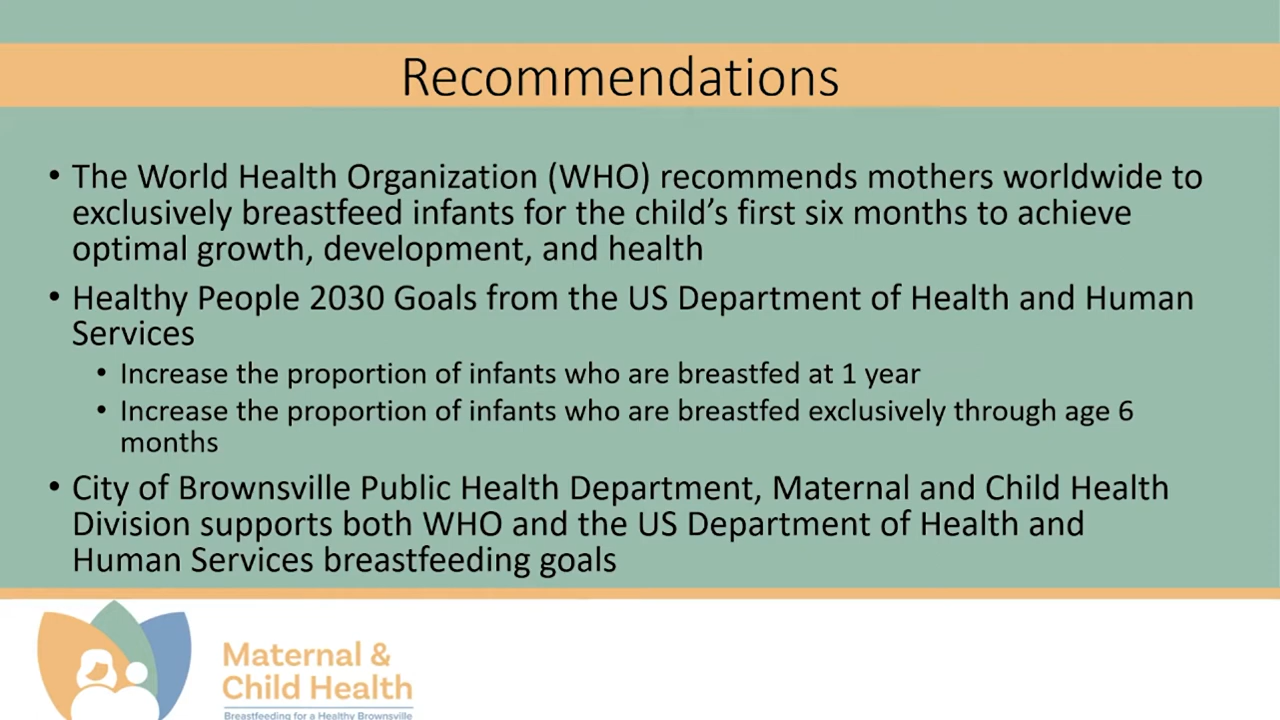 Recommendations
• The World Health Organization (WHO) recommends mothers worldwide to
exclusively breastfeed infants for the child’s first six months to achieve
optimal growth, development, and health
• Healthy People 2030 Goals from the US Department of Health and Human
Services
• Increase the proportion of infants who are breastfed at 1 year
• Increase the proportion of infants who are breastfed exclusively through age 6
months
• City of Brownsville Public Health Department, Maternal and Child Health
Division supports both WHO and the US Department of Health and
Human Services breastfeeding goals
Maternal &
Child Health
Breastfeeding for a Healthy Brownsville